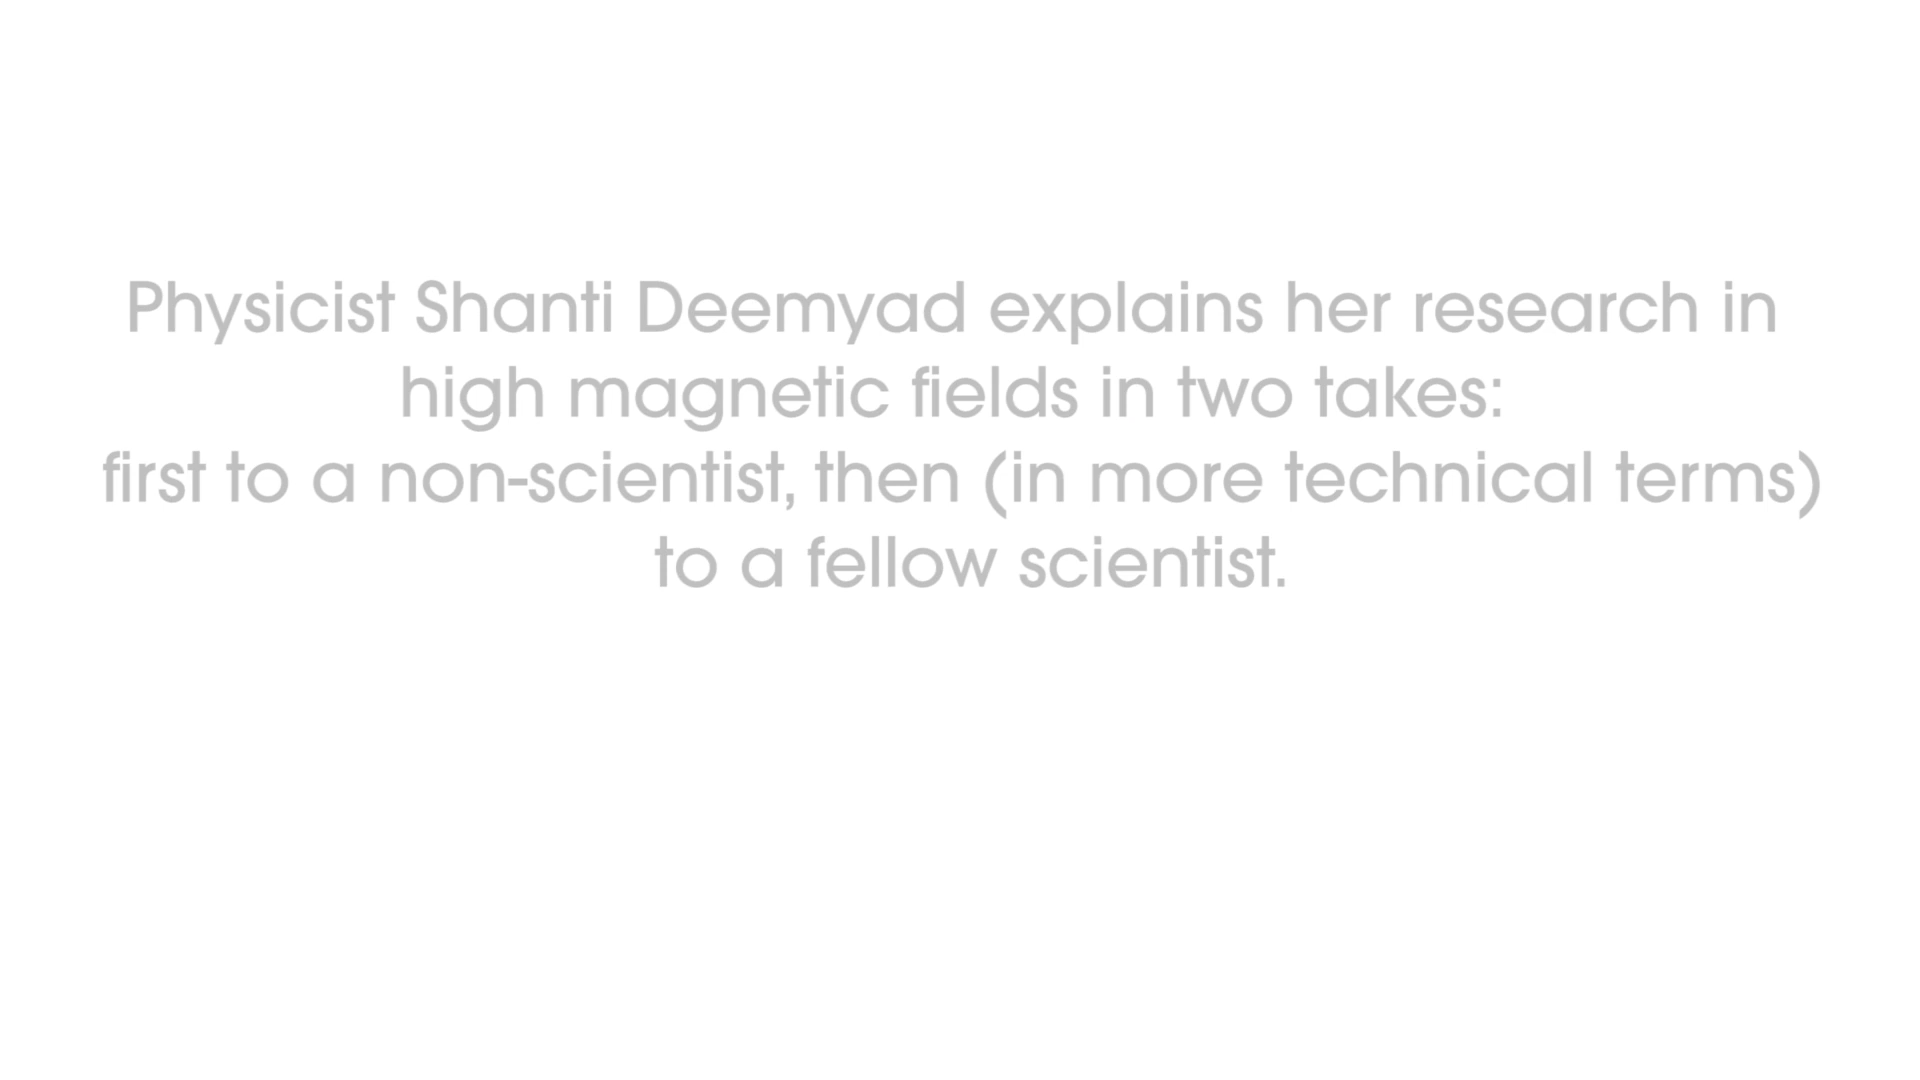 Physicist Shanti Deemyad explains her research in
high magnetic fields in two takes:
first to a non-scientist, then (in more technical terms)
to a fellow scientist.